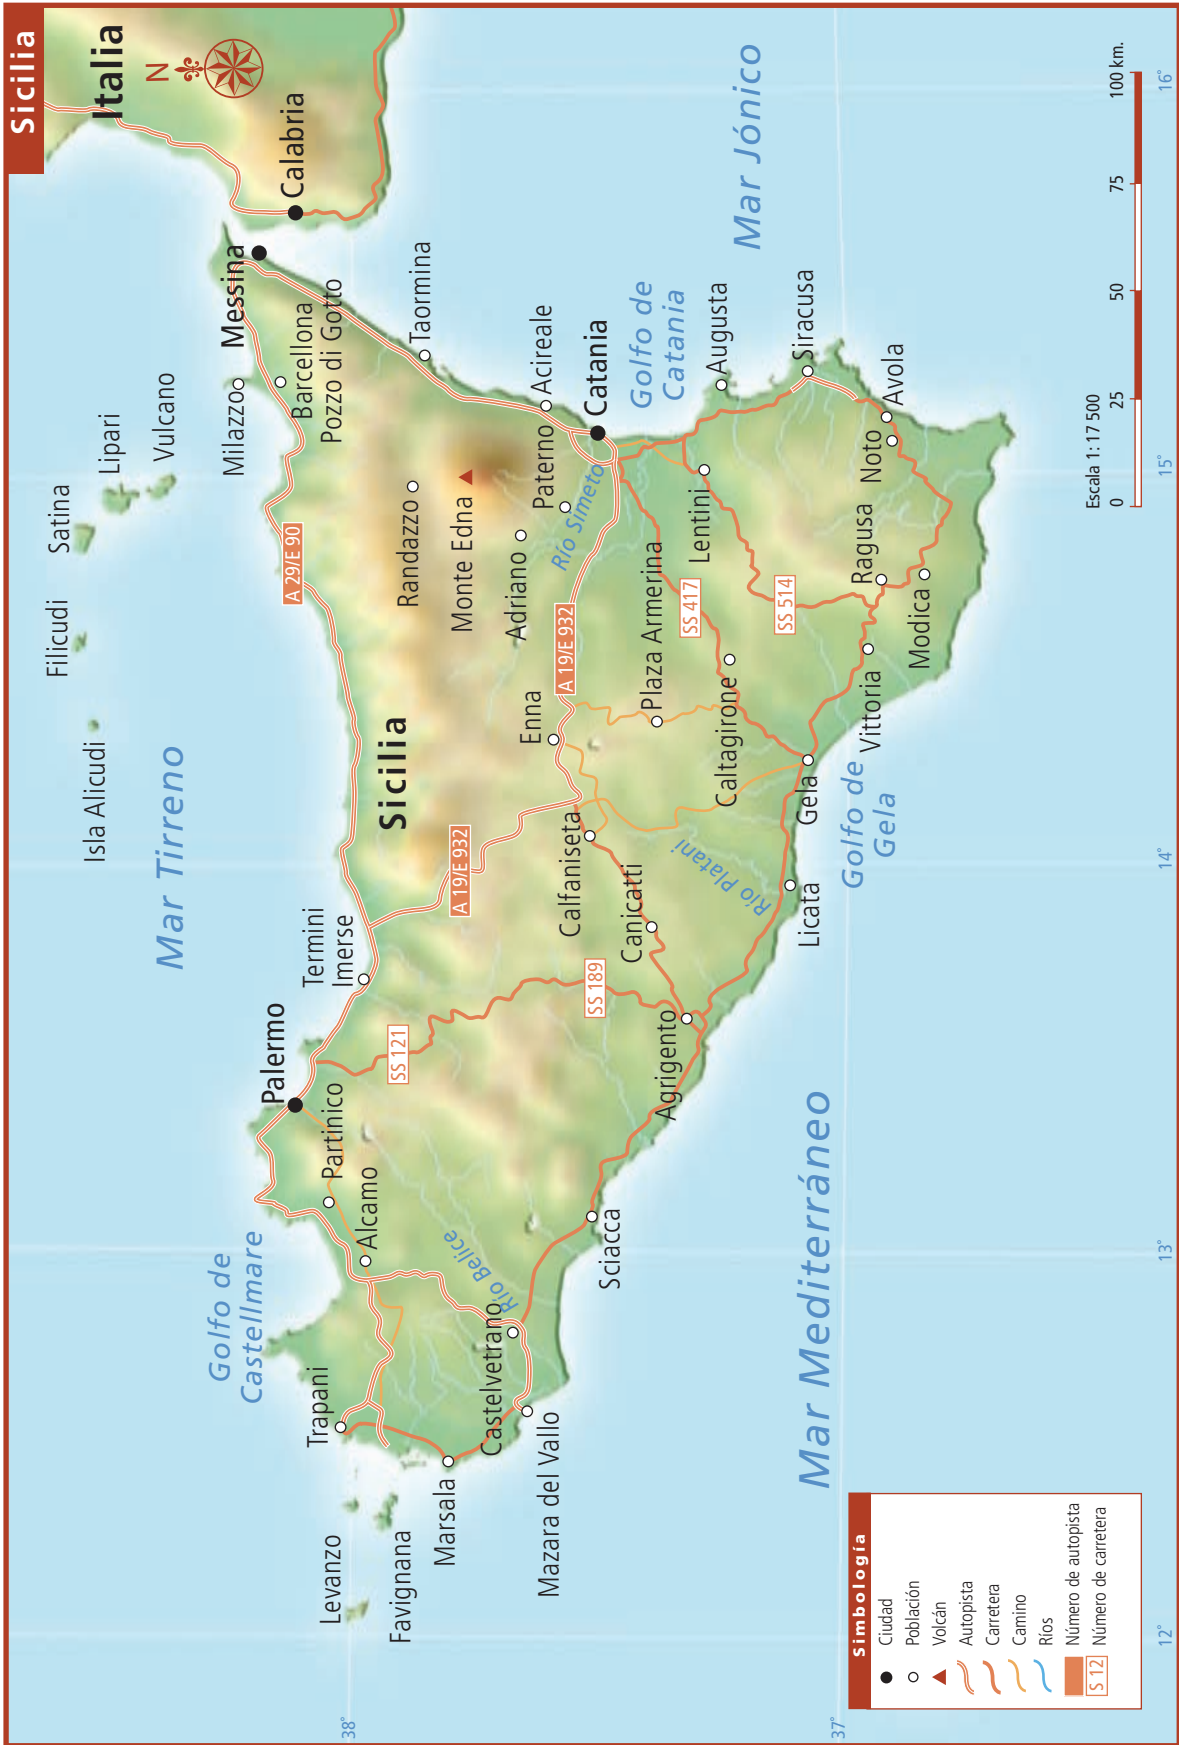 Sicilia
Italia
N
Calabria
Messina
Milazzo
Barcellona
Pozzo di Gotto
Taormina
Vulcano
Lipari
Satina
Filicudi
Isla Alicudi
Mar Tirreno
Mar Jónico
A 29/E 90
Randazzo
Monte Edna
Adriano
Paterno
Acireale
Catania
Río Simeto
Golfo de
Catania
Augusta
Siracusa
Avola
Noto
Lentini
Ragusa
Modica
Vittoria
SS 417
SS 514
Plaza Armerina
Caltagirone
A 19/E 932
Enna
Sicilia
A 19/E 932
Calfaniseta
Canicatti
Río Platani
Gela
Golfo de
Gela
Licata
Termini
Imerse
Palermo
SS 121
SS 189
Agrigento
Partinico
Alcamo
Golfo de
Castellmare
Río Belice
Sciacca
Castelvetrano
Trapani
Marsala
Mazara del Vallo
Levanzo
Favignana
Mar Mediterráneo
Escala 1: 17 500
0 25 50 75 100 km.
12° 13° 14° 15° 16°
38°
37°
Simbología
Ciudad
Población
Volcán
Autopista
Carretera
Camino
Ríos
Número de autopista
S 12 Número de carretera